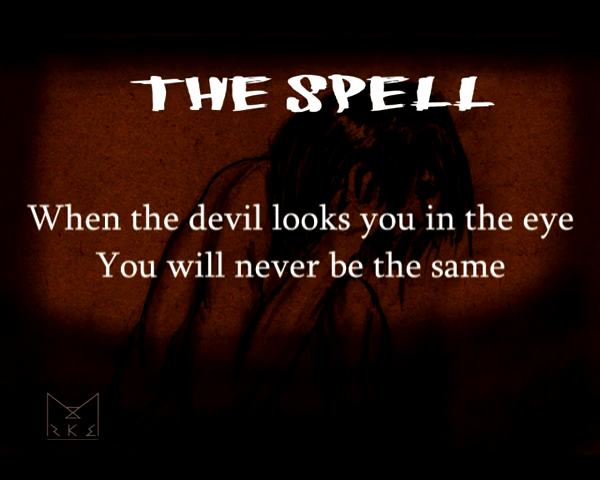 THE SPELL
When the devil looks you in the eye
You will never be the same